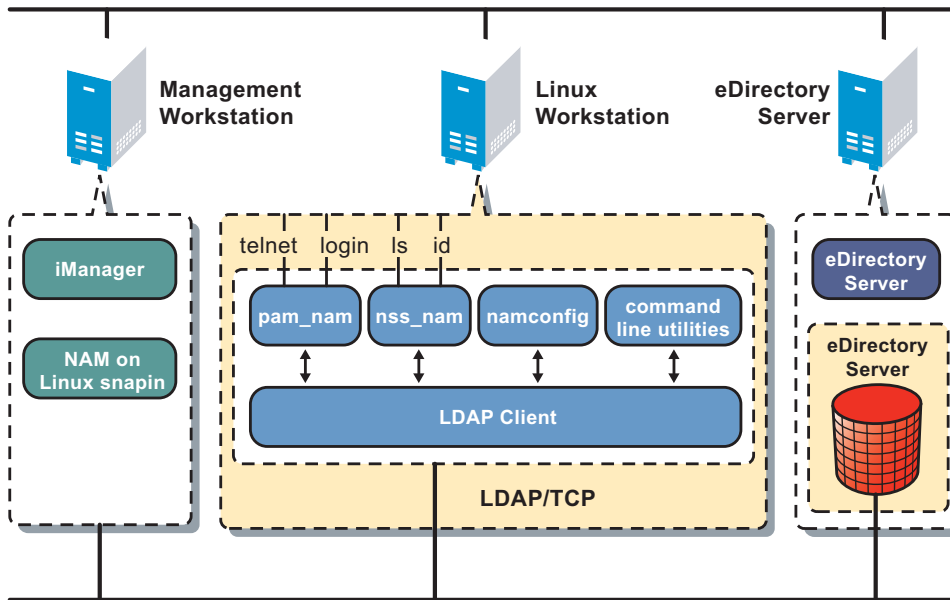 Management
Workstation
Linux
Workstation
eDirectory
Server
iManager
NAM on
Linux snapin
telnet login ls id
pam_nam
nss_nam
namconfig
command
line utilities
LDAP Client
LDAP/TCP
eDirectory
Server
eDirectory
Server